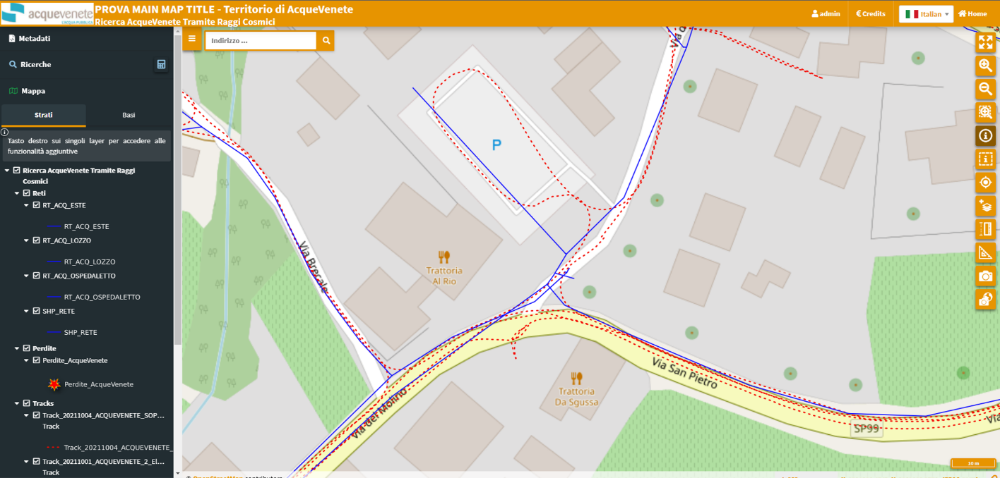 acquevenete
L'ACQUA PUBBLICA
PROVA MAIN MAP TITLE - Territorio di AcqueVenete
Ricerca AcqueVenete Tramite Raggi Cosmici
admin
Credits
Italian
Home
Metadati
Ricerche
Mappa
Strati
Basi
Tasto destro sui singoli layer per accedere alle
funzionalità aggiuntive
Ricerca AcqueVenete Tramite Raggi
Cosmici
Reti
RT_ACQ_ESTE
RT_ACQ_ESTE
RT_ACQ_LOZZO
RT_ACQ_LOZZO
RT_ACQ_OSPEDALETTO
RT_ACQ_OSPEDALETTO
SHP_RETE
SHP_RETE
Perdite
Perdite_AcqueVenete
Perdite_AcqueVenete
Tracks
Track_20211004_ACQUEVENETE_SOP...
Track
Track_20211004_ACQUEVENETE_
Track_20211001_ACQUEVENETE_2_El...
Track
Indirizzo ...
P
Via Brecale
Trattoria
Al Rio
Via San Pietro
Trattoria
Da Sgussa
Via del Molino
SP99
10 m
OpenStreetMap contributors